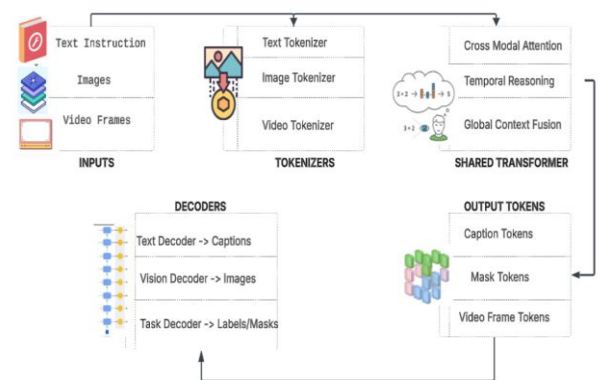 Text Instruction
Images
Video Frames
INPUTS
Text Tokenizer
Image Tokenizer
Video Tokenizer
TOKENIZERS
Cross Modal Attention
Temporal Reasoning
Global Context Fusion
SHARED TRANSFORMER
DECODERS
Text Decoder -> Captions
Vision Decoder -> Images
Task Decoder -> Labels/Masks
OUTPUT TOKENS
Caption Tokens
Mask Tokens
Video Frame Tokens